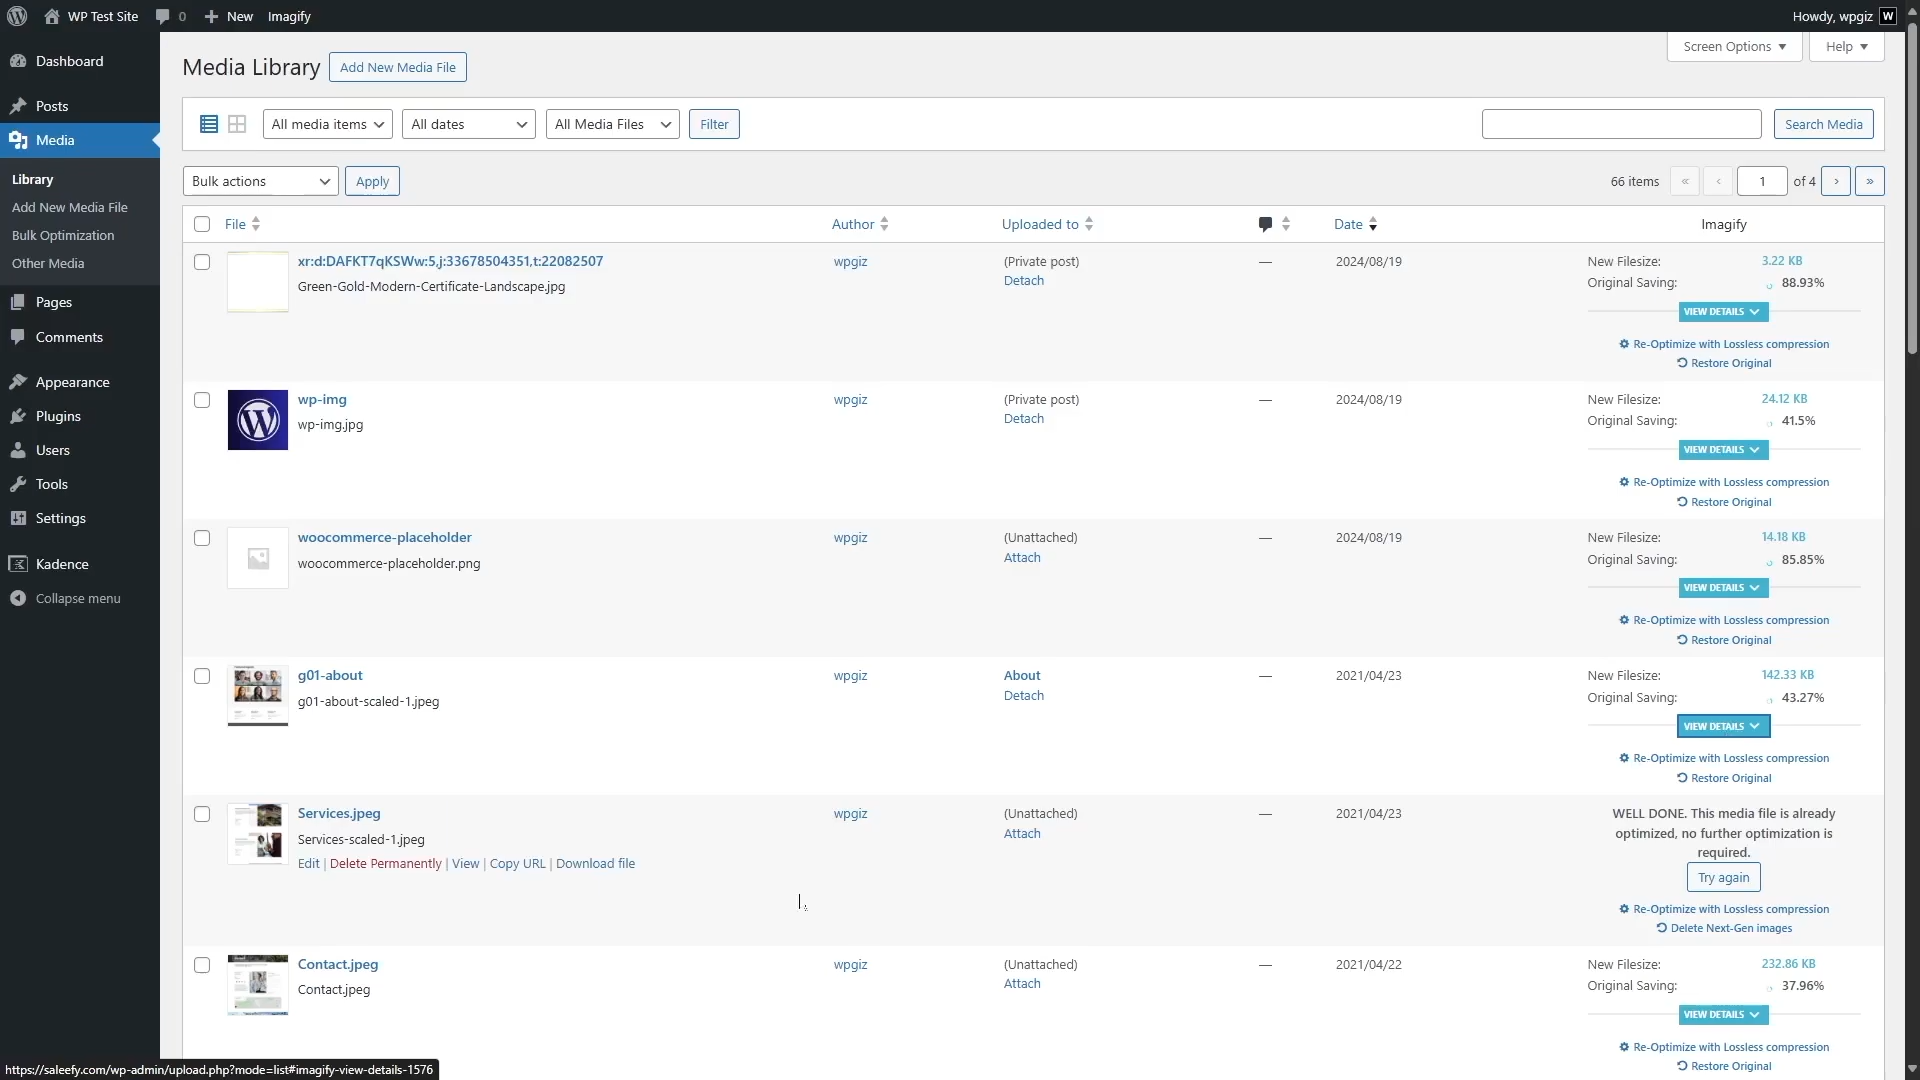 WP Test Site 0 New Imagify Howdy, wpgiz W
Dashboard
Posts
Media
Library
Add New Media File
Bulk Optimization
Other Media
Pages
Comments
Appearance
Plugins
Users
Tools
Settings
Kadence
Collapse menu
Screen Options Help
Media Library Add New Media File
All media items All dates All Media Files Filter Search Media
Bulk actions Apply 66 items « ‹ 1 of 4 › »
File Author Uploaded to Date Imagify
xr:d:DAFKT7qKSWw:5,j:33678504351,t:22082507 wpgiz (Private post) — 2024/08/19 New Filesize: 3.22 KB
Green-Gold-Modern-Certificate-Landscape.jpg Detach Original Saving: 88.93%
VIEW DETAILS
Re-Optimize with Lossless compression
Restore Original
wp-img wpgiz (Private post) — 2024/08/19 New Filesize: 24.12 KB
wp-img.jpg Detach Original Saving: 41.5%
VIEW DETAILS
Re-Optimize with Lossless compression
Restore Original
woocommerce-placeholder wpgiz (Unattached) — 2024/08/19 New Filesize: 14.18 KB
woocommerce-placeholder.png Attach Original Saving: 85.85%
VIEW DETAILS
Re-Optimize with Lossless compression
Restore Original
g01-about wpgiz About — 2021/04/23 New Filesize: 142.33 KB
g01-about-scaled-1.jpeg Detach Original Saving: 43.27%
VIEW DETAILS
Re-Optimize with Lossless compression
Restore Original
Services.jpeg wpgiz (Unattached) — 2021/04/23 WELL DONE. This media file is already
Services-scaled-1.jpeg Attach optimized, no further optimization is
required.
Edit | Delete Permanently | View | Copy URL | Download file
Try again
Re-Optimize with Lossless compression
Delete Next-Gen images
Contact.jpeg wpgiz (Unattached) — 2021/04/22 New Filesize: 232.86 KB
Contact.jpeg Attach Original Saving: 37.96%
VIEW DETAILS
Re-Optimize with Lossless compression
Restore Original
https://saleefy.com/wp-admin/upload.php?mode=list#imagify-view-details-1576